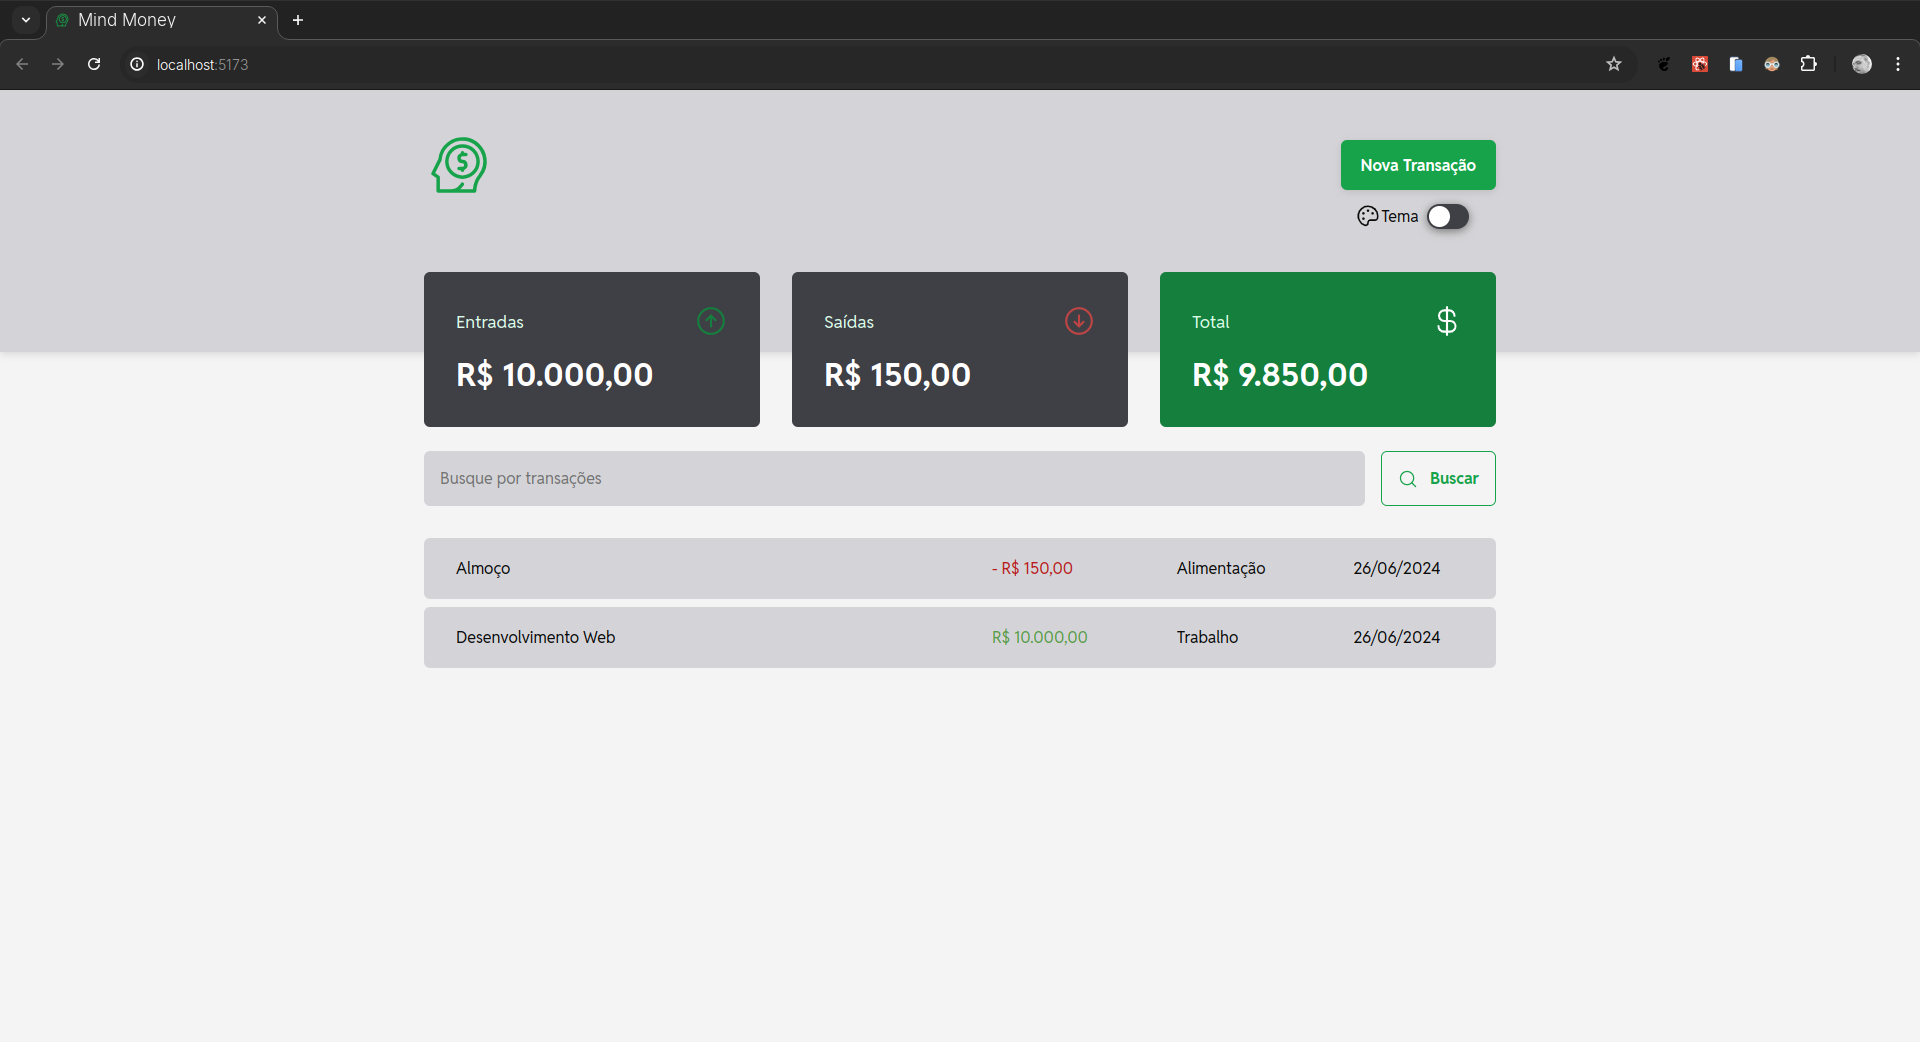 Mind Money
localhost:5173
$
Nova Transação
Tema
Entradas
R$ 10.000,00
Saídas
R$ 150,00
Total
$
R$ 9.850,00
Busque por transações
Buscar
Almoço - R$ 150,00 Alimentação 26/06/2024
Desenvolvimento Web R$ 10.000,00 Trabalho 26/06/2024